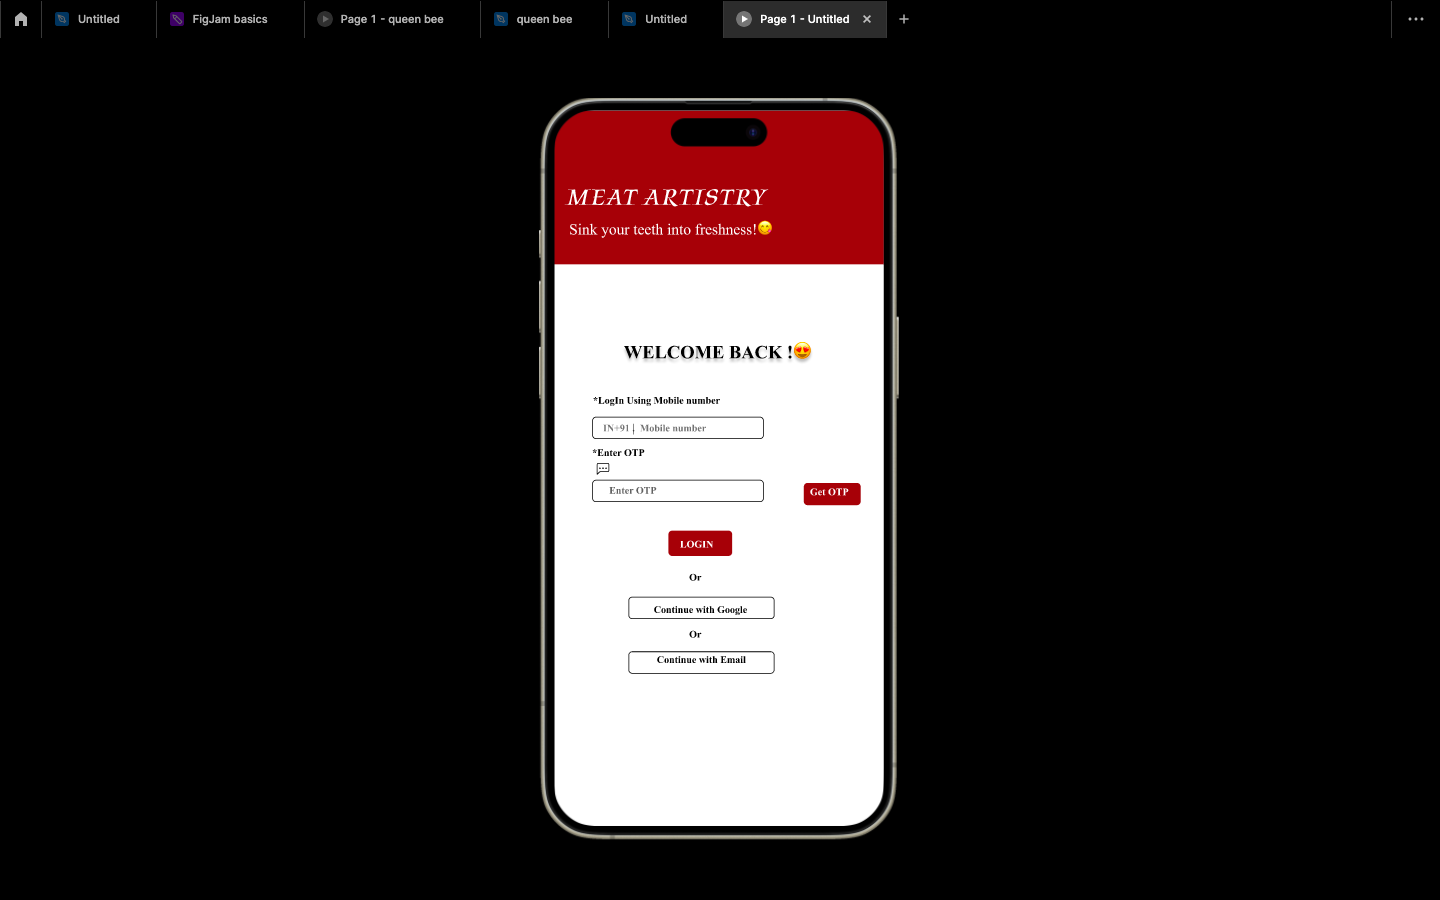 Untitled
FigJam basics
Page 1 - queen bee
queen bee
Untitled
Page 1 - Untitled
MEAT ARTISTRY
Sink your teeth into freshness!😋
WELCOME BACK !😍
*LogIn Using Mobile number
IN+91| Mobile number
*Enter OTP
Enter OTP
Get OTP
LOGIN
Or
Continue with Google
Or
Continue with Email